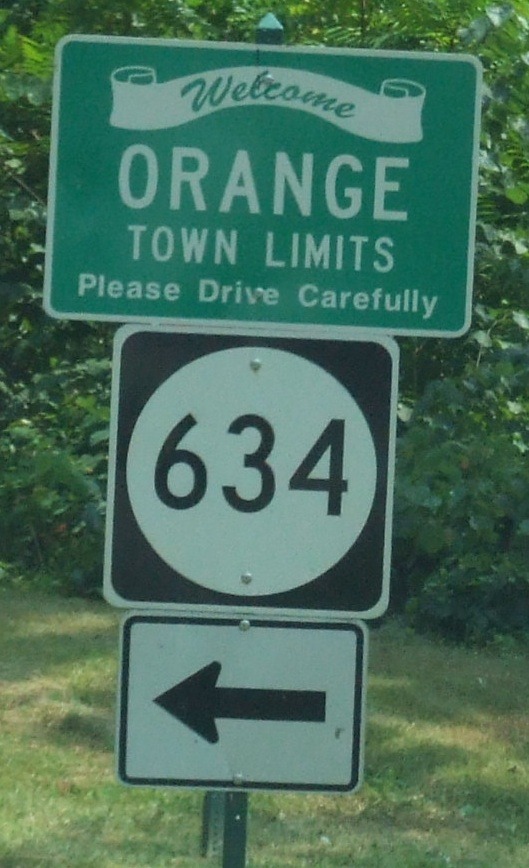 Welcome
ORANGE
TOWN LIMITS
Please Drive Carefully
634